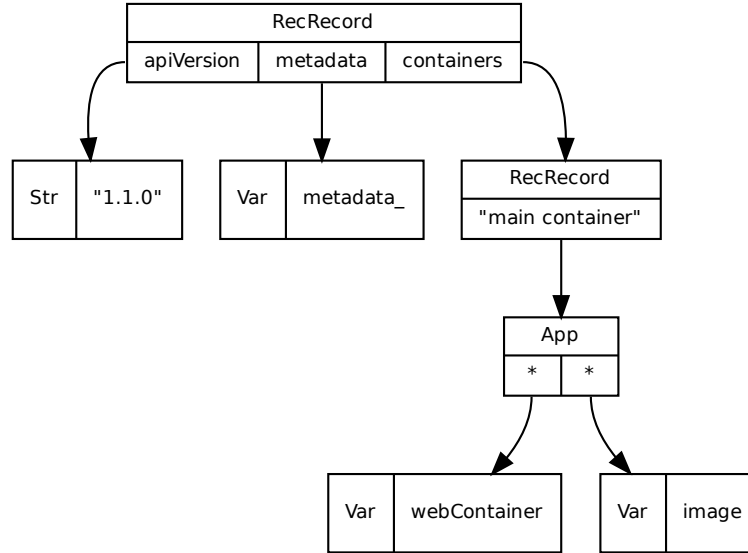 RecRecord
apiVersion metadata containers
Str "1.1.0"
Var metadata_
RecRecord
"main container"
App
* *
Var webContainer
Var image